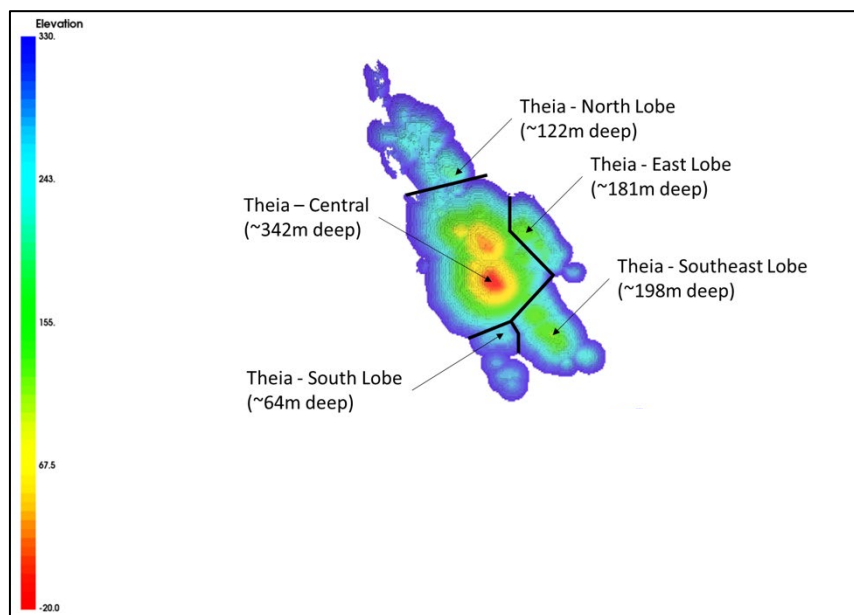 Elevation
330.
243.
155.
67.5
-20.0
Theia - North Lobe
(~122m deep)
Theia - East Lobe
(~181m deep)
Theia – Central
(~342m deep)
Theia - Southeast Lobe
(~198m deep)
Theia - South Lobe
(~64m deep)